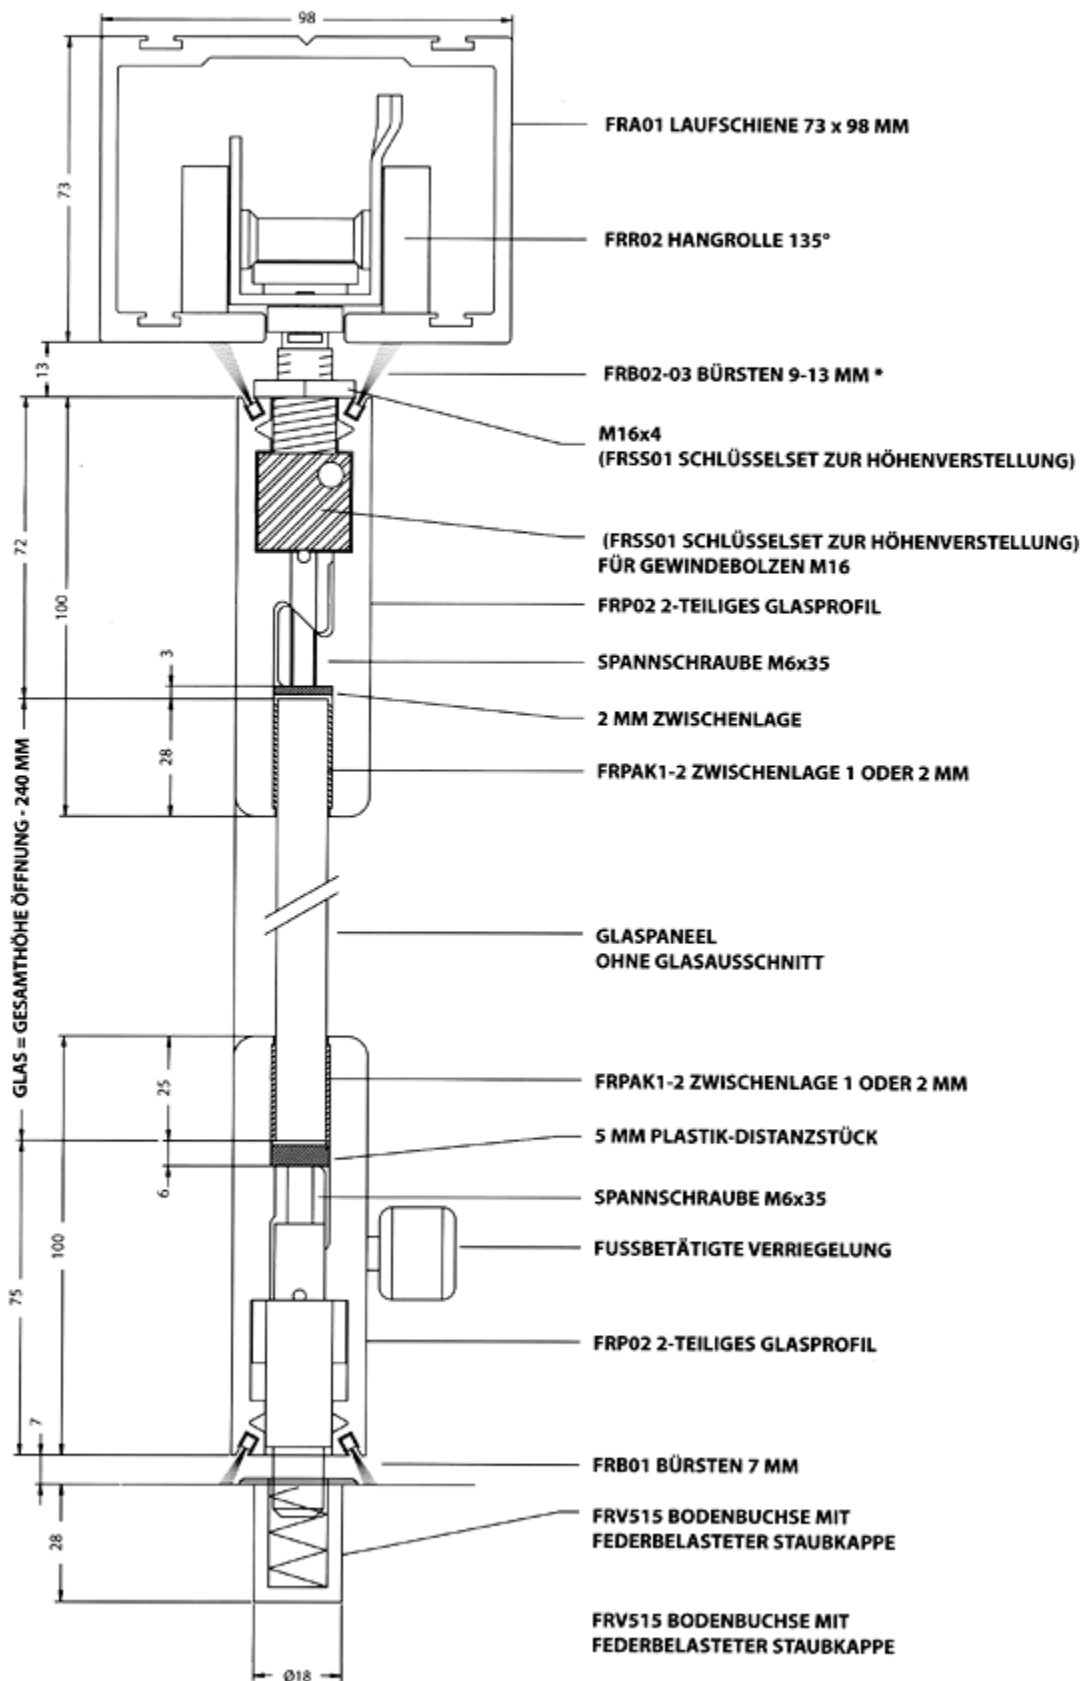 98
73
FRA01 LAUFSCHIENE 73 x 98 MM
FRR02 HANGROLLE 135°
13
FRB02-03 BÜRSTEN 9-13 MM *
M16x4
(FRSS01 SCHLÜSSELSET ZUR HÖHENVERSTELLUNG)
72
100
(FRSS01 SCHLÜSSELSET ZUR HÖHENVERSTELLUNG)
FÜR GEWINDEBOLZEN M16
FRP02 2-TEILIGES GLASPROFIL
3
SPANNSCHRAUBE M6x35
2 MM ZWISCHENLAGE
28
FRPAK1-2 ZWISCHENLAGE 1 ODER 2 MM
GLAS = GESAMTHÖHE ÖFFNUNG - 240 MM
GLASPANEEL
OHNE GLASAUSSCHNITT
25
FRPAK1-2 ZWISCHENLAGE 1 ODER 2 MM
5 MM PLASTIK-DISTANZSTÜCK
6
SPANNSCHRAUBE M6x35
100
FUSSBETÄTIGTE VERRIEGELUNG
75
FRP02 2-TEILIGES GLASPROFIL
7
FRB01 BÜRSTEN 7 MM
28
FRV515 BODENBUCHSE MIT
FEDERBELASTETER STAUBKAPPE
FRV515 BODENBUCHSE MIT
FEDERBELASTETER STAUBKAPPE
Ø18